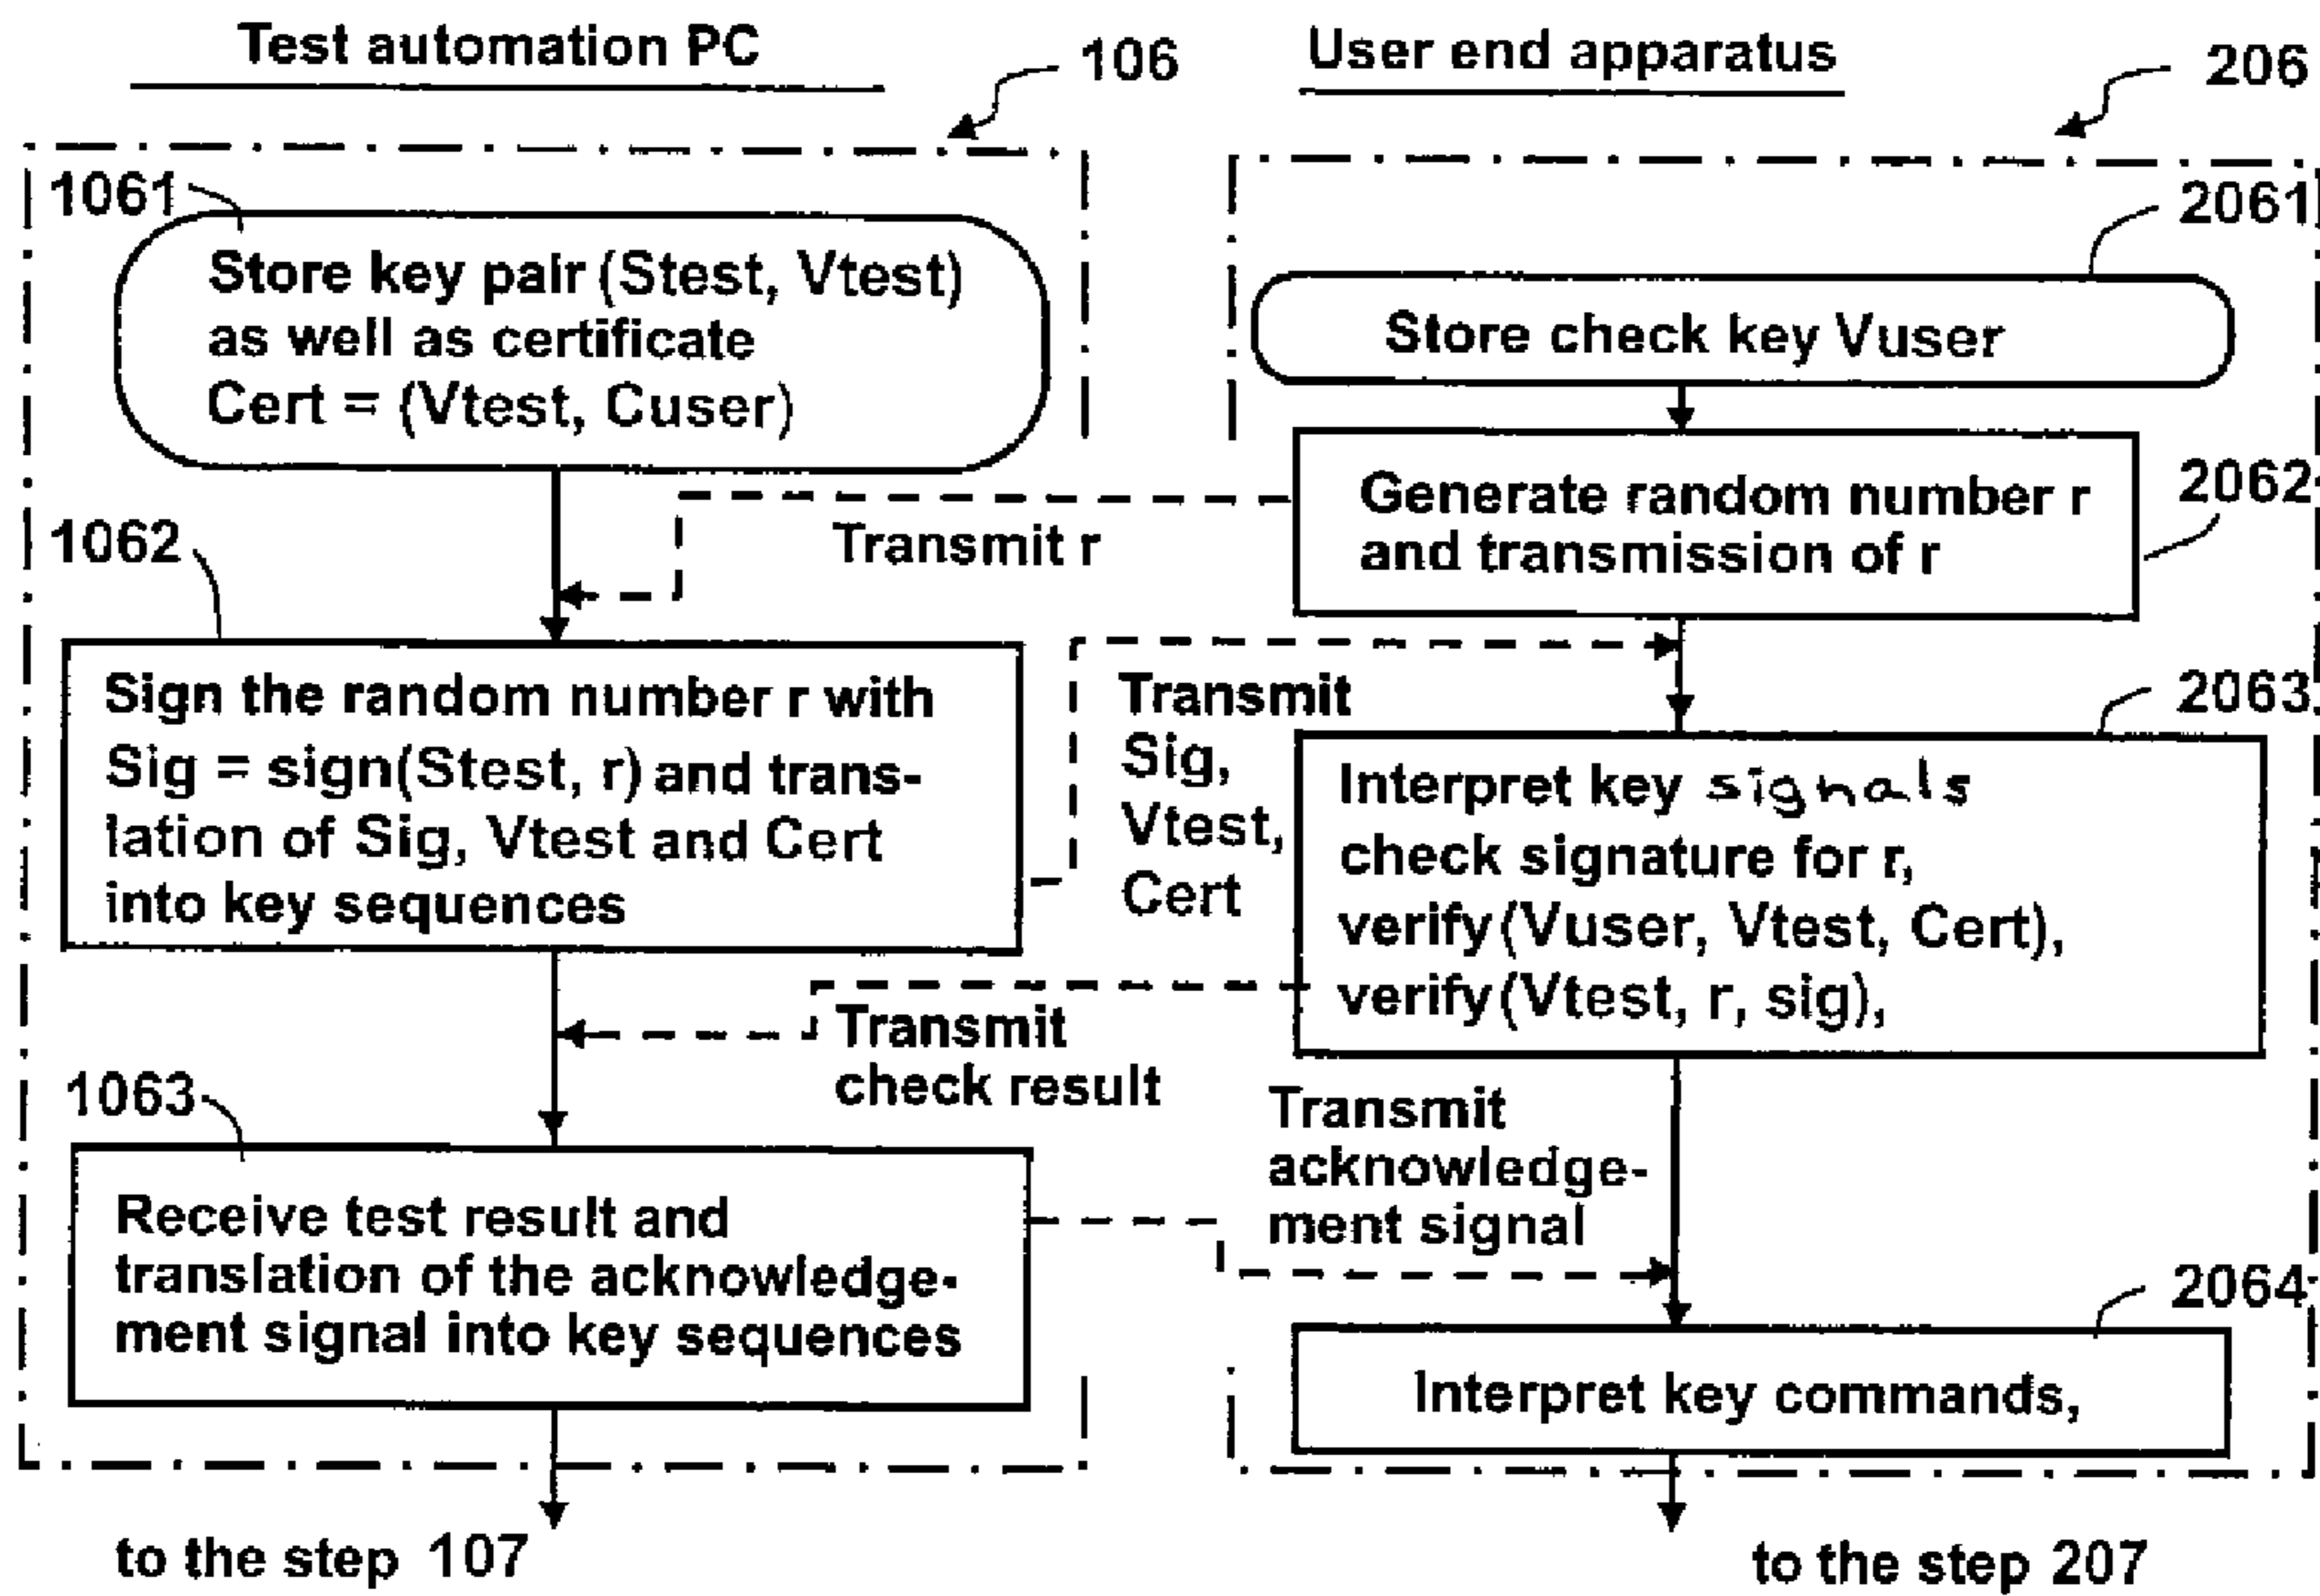 Test automation PC
106
User end apparatus
206
1061
Store key pair (Stest, Vtest)
as well as certificate
Cert = (Vtest, Cuser)
2061
Store check key Vuser
2062
Generate random number r
and transmission of r
Transmit r
1062
Sign the random number r with
Sig = sign(Stest, r) and trans-
lation of Sig, Vtest and Cert
into key sequences
Transmit
Sig,
Vtest,
Cert
2063
Interpret key signals
check signature for r,
verify(Vuser, Vtest, Cert),
verify(Vtest, r, sig),
Transmit
check result
1063
Receive test result and
translation of the acknowledge-
ment signal into key sequences
Transmit
acknowledge-
ment signal
2064
Interpret key commands,
to the step 107
to the step 207